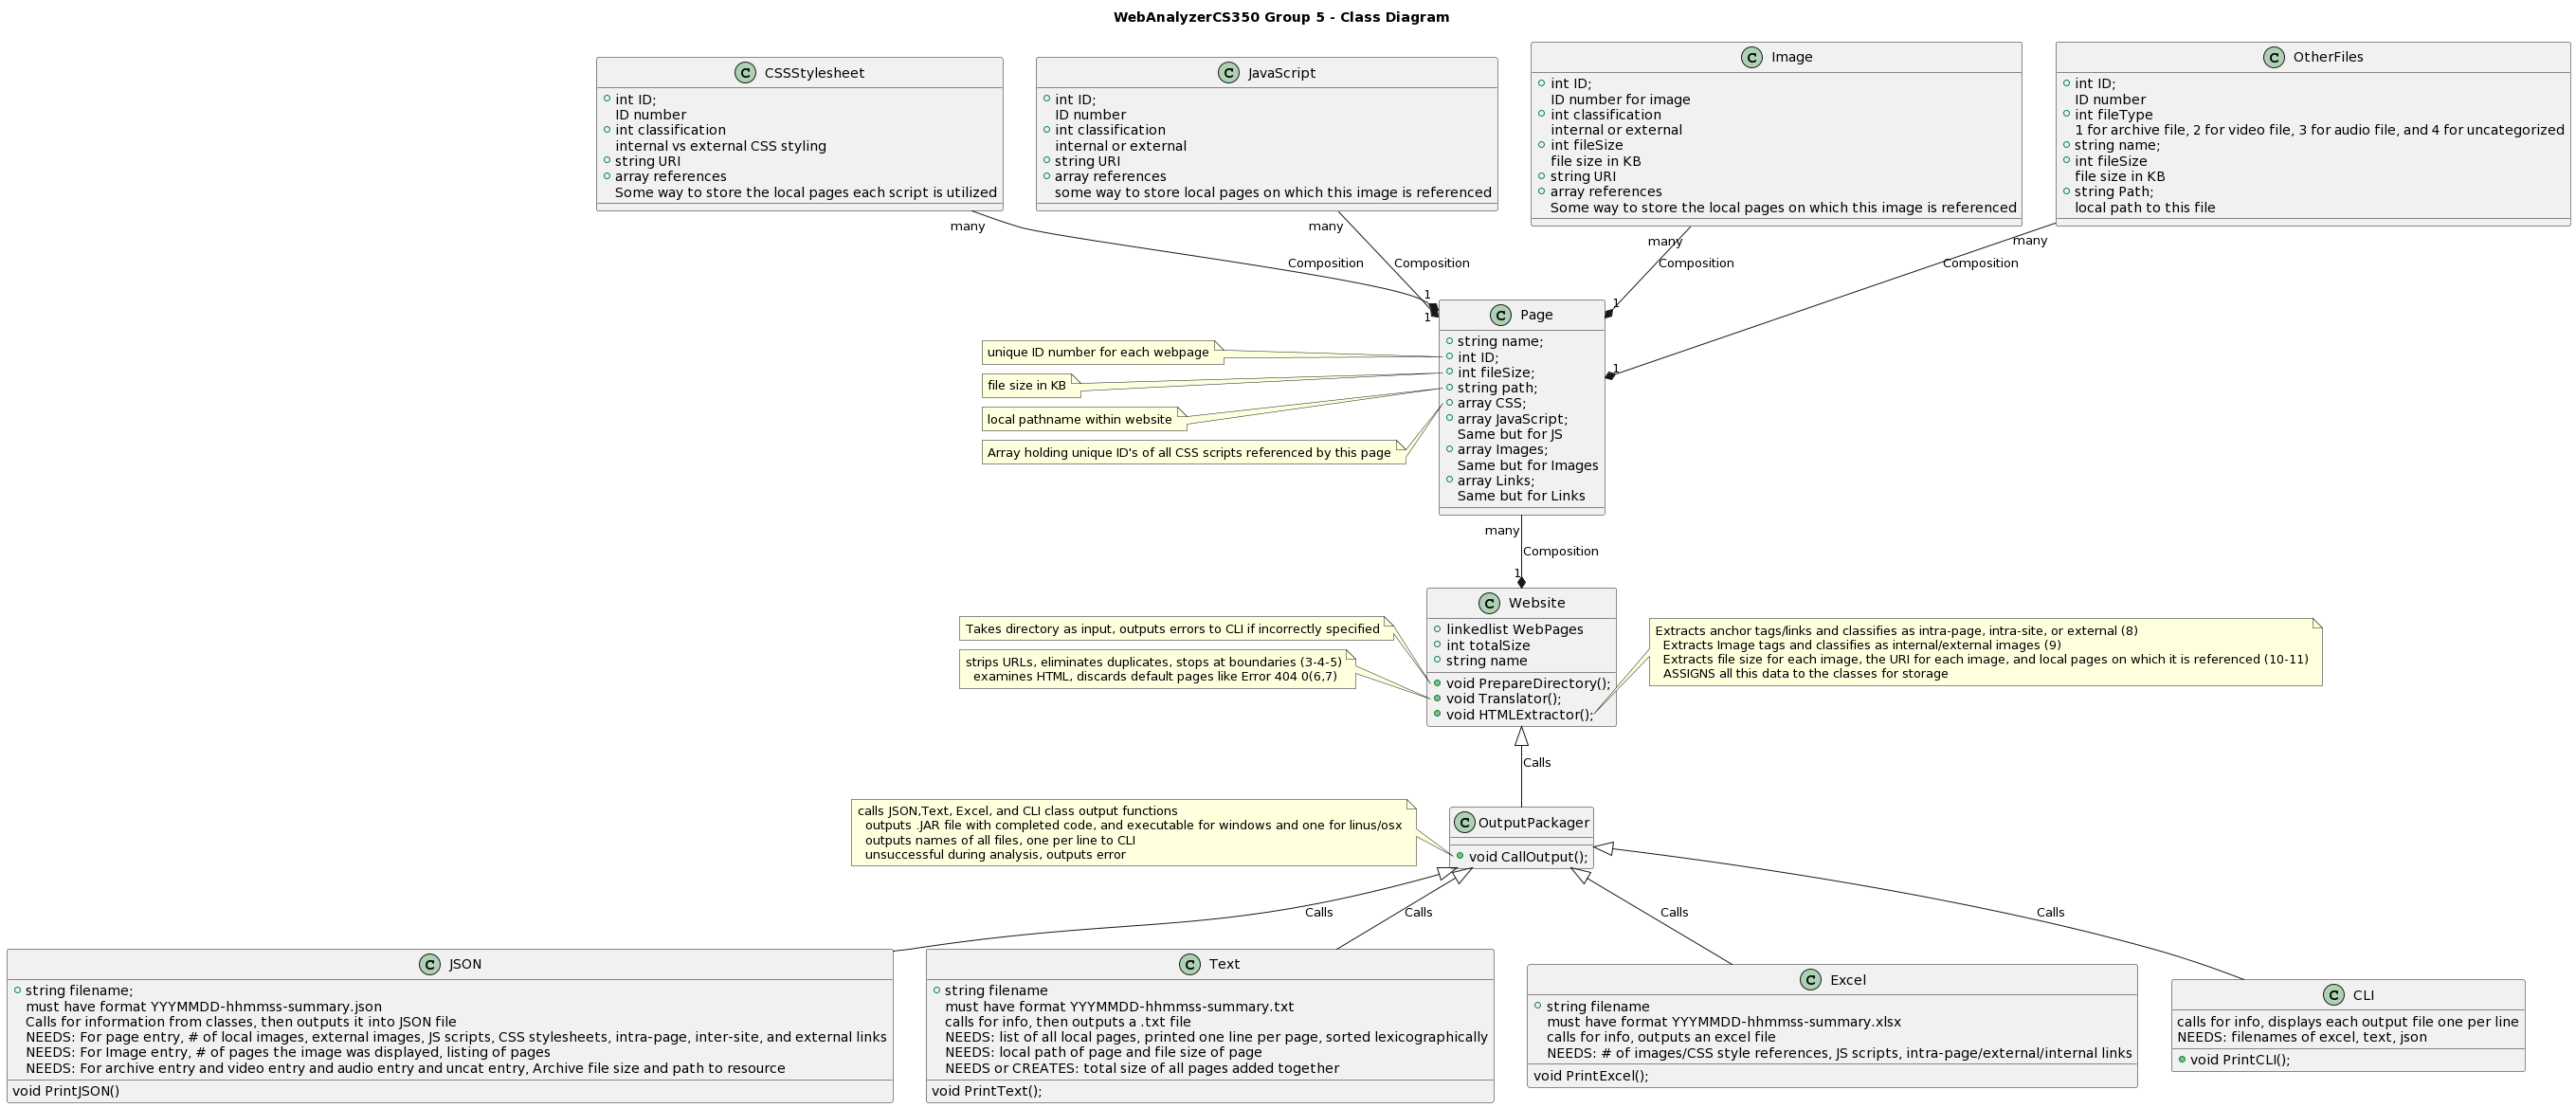 WebAnalyzerCS350 Group 5 - Class Diagram
C CSSStylesheet
int ID;
ID number
int classification
internal vs external CSS styling
string URI
array references
Some way to store the local pages each script is utilized
C JavaScript
int ID;
ID number
int classification
internal or external
string URI
array references
some way to store local pages on which this image is referenced
C Image
int ID;
ID number for image
int classification
internal or external
int fileSize
file size in KB
string URI
array references
Some way to store the local pages on which this image is referenced
C OtherFiles
int ID;
ID number
int fileType
1 for archive file, 2 for video file, 3 for audio file, and 4 for uncategorized
string name;
int fileSize
file size in KB
string Path;
local path to this file
many
many
many
many
Composition
Composition
Composition
Composition
1
1
1
1
C Page
string name;
int ID;
int fileSize;
string path;
array CSS;
array JavaScript;
Same but for JS
array Images;
Same but for Images
array Links;
Same but for Links
unique ID number for each webpage
file size in KB
local pathname within website
Array holding unique ID's of all CSS scripts referenced by this page
many
Composition
1
C Website
linkedlist WebPages
int totalSize
string name
void PrepareDirectory();
void Translator();
void HTMLExtractor();
Takes directory as input, outputs errors to CLI if incorrectly specified
strips URLs, eliminates duplicates, stops at boundaries (3-4-5)
examines HTML, discards default pages like Error 404 0(6,7)
Extracts anchor tags/links and classifies as intra-page, intra-site, or external (8)
Extracts Image tags and classifies as internal/external images (9)
Extracts file size for each image, the URI for each image, and local pages on which it is referenced (10-11)
ASSIGNS all this data to the classes for storage
Calls
C OutputPackager
void CallOutput();
calls JSON,Text, Excel, and CLI class output functions
outputs .JAR file with completed code, and executable for windows and one for linus/osx
outputs names of all files, one per line to CLI
unsuccessful during analysis, outputs error
Calls
Calls
Calls
Calls
C JSON
string filename;
must have format YYYMMDD-hhmmss-summary.json
Calls for information from classes, then outputs it into JSON file
NEEDS: For page entry, # of local images, external images, JS scripts, CSS stylesheets, intra-page, inter-site, and external links
NEEDS: For Image entry, # of pages the image was displayed, listing of pages
NEEDS: For archive entry and video entry and audio entry and uncat entry, Archive file size and path to resource
void PrintJSON()
C Text
string filename
must have format YYYMMDD-hhmmss-summary.txt
calls for info, then outputs a .txt file
NEEDS: list of all local pages, printed one line per page, sorted lexicographically
NEEDS: local path of page and file size of page
NEEDS or CREATES: total size of all pages added together
void PrintText();
C Excel
string filename
must have format YYYMMDD-hhmmss-summary.xlsx
calls for info, outputs an excel file
NEEDS: # of images/CSS style references, JS scripts, intra-page/external/internal links
void PrintExcel();
C CLI
calls for info, displays each output file one per line
NEEDS: filenames of excel, text, json
void PrintCLI();